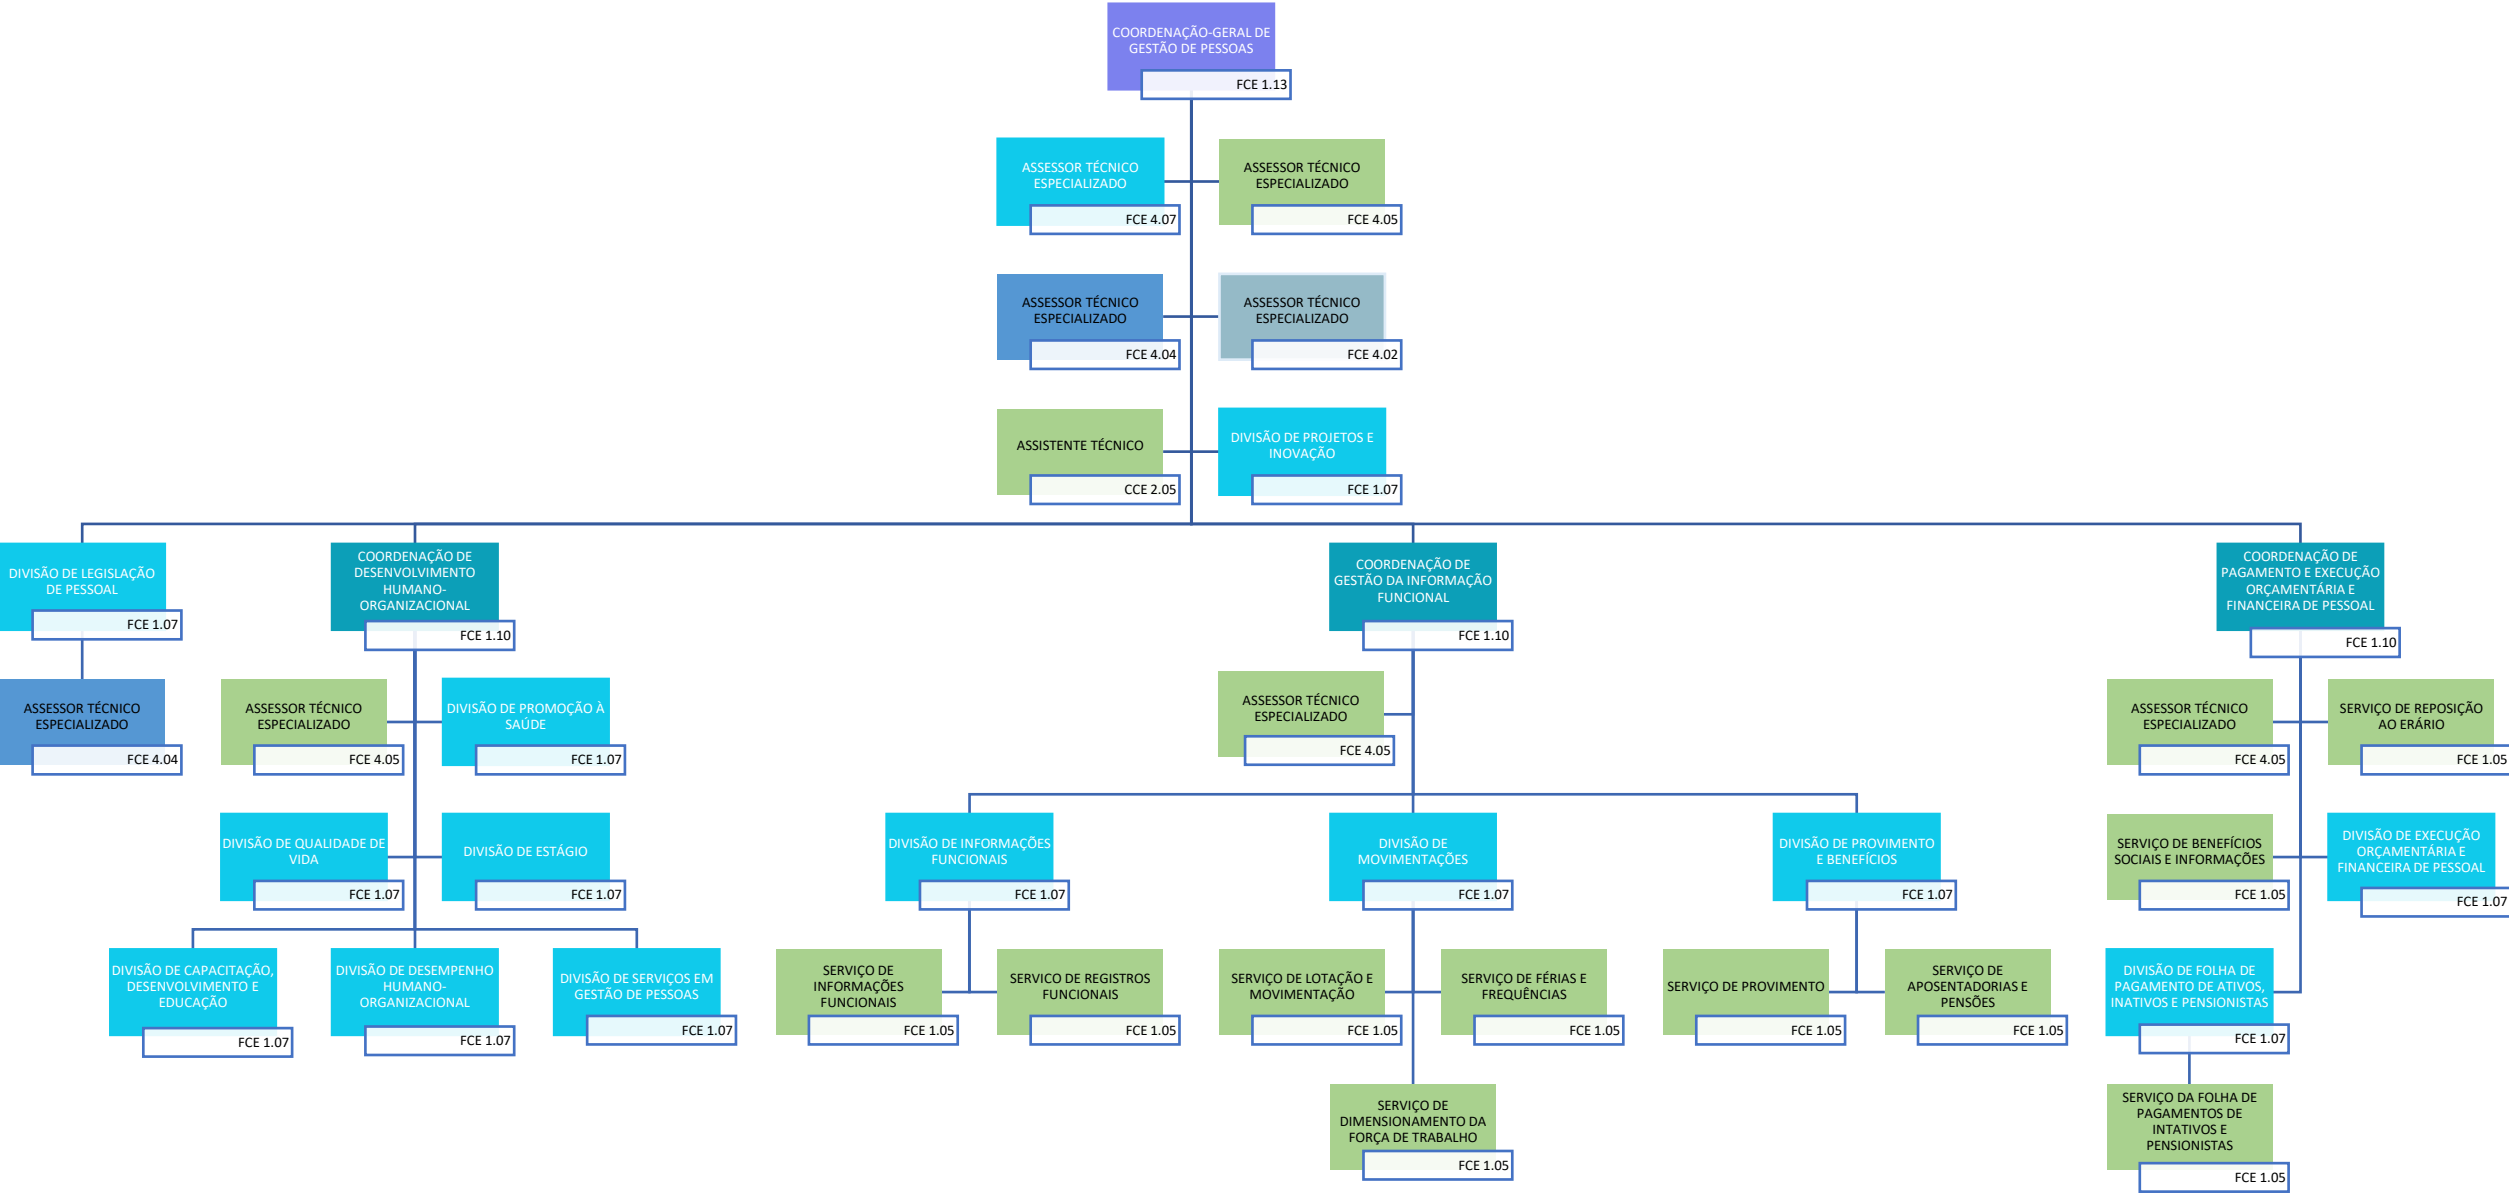 COORDENAÇÃO-GERAL DE
GESTÃO DE PESSOAS
FCE 1.13
ASSESSOR TÉCNICO
ESPECIALIZADO
FCE 4.07
ASSESSOR TÉCNICO
ESPECIALIZADO
FCE 4.05
ASSESSOR TÉCNICO
ESPECIALIZADO
FCE 4.04
ASSESSOR TÉCNICO
ESPECIALIZADO
FCE 4.02
ASSISTENTE TÉCNICO
CCE 2.05
DIVISÃO DE PROJETOS E
INOVAÇÃO
FCE 1.07
DIVISÃO DE LEGISLAÇÃO
DE PESSOAL
FCE 1.07
COORDENAÇÃO DE
DESENVOLVIMENTO
HUMANO-
ORGANIZACIONAL
FCE 1.10
COORDENAÇÃO DE
GESTÃO DA INFORMAÇÃO
FUNCIONAL
FCE 1.10
COORDENAÇÃO DE
PAGAMENTO E EXECUÇÃO
ORÇAMENTÁRIA E
FINANCEIRA DE PESSOAL
FCE 1.10
ASSESSOR TÉCNICO
ESPECIALIZADO
FCE 4.04
ASSESSOR TÉCNICO
ESPECIALIZADO
FCE 4.05
DIVISÃO DE PROMOÇÃO À
SAÚDE
FCE 1.07
ASSESSOR TÉCNICO
ESPECIALIZADO
FCE 4.05
ASSESSOR TÉCNICO
ESPECIALIZADO
FCE 4.05
SERVIÇO DE REPOSIÇÃO
AO ERÁRIO
FCE 1.05
DIVISÃO DE QUALIDADE DE
VIDA
FCE 1.07
DIVISÃO DE ESTÁGIO
FCE 1.07
DIVISÃO DE INFORMAÇÕES
FUNCIONAIS
FCE 1.07
DIVISÃO DE
MOVIMENTAÇÕES
FCE 1.07
DIVISÃO DE PROVIMENTO
E BENEFÍCIOS
FCE 1.07
SERVIÇO DE BENEFÍCIOS
SOCIAIS E INFORMAÇÕES
FCE 1.05
DIVISÃO DE EXECUÇÃO
ORÇAMENTÁRIA E
FINANCEIRA DE PESSOAL
FCE 1.07
DIVISÃO DE CAPACITAÇÃO,
DESENVOLVIMENTO E
EDUCAÇÃO
FCE 1.07
DIVISÃO DE DESEMPENHO
HUMANO-
ORGANIZACIONAL
FCE 1.07
DIVISÃO DE SERVIÇOS EM
GESTÃO DE PESSOAS
FCE 1.07
SERVIÇO DE
INFORMAÇÕES
FUNCIONAIS
FCE 1.05
SERVICO DE REGISTROS
FUNCIONAIS
FCE 1.05
SERVIÇO DE LOTAÇÃO E
MOVIMENTAÇÃO
FCE 1.05
SERVIÇO DE FÉRIAS E
FREQUÊNCIAS
FCE 1.05
SERVIÇO DE PROVIMENTO
FCE 1.05
SERVIÇO DE
APOSENTADORIAS E
PENSÕES
FCE 1.05
DIVISÃO DE FOLHA DE
PAGAMENTO DE ATIVOS,
INATIVOS E PENSIONISTAS
FCE 1.07
SERVIÇO DE
DIMENSIONAMENTO DA
FORÇA DE TRABALHO
FCE 1.05
SERVIÇO DA FOLHA DE
PAGAMENTOS DE
INTATIVOS E
PENSIONISTAS
FCE 1.05